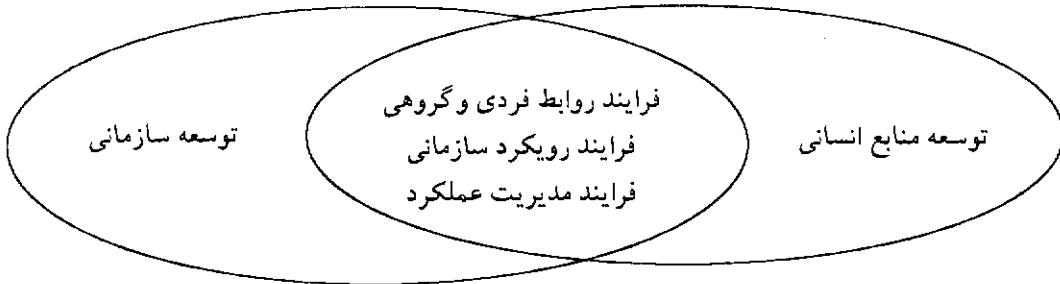 توسعه منابع انسانی
فرایند روابط فردی و گروهی
فرایند رویکرد سازمانی
فرایند مدیریت عملکرد
توسعه سازمانی